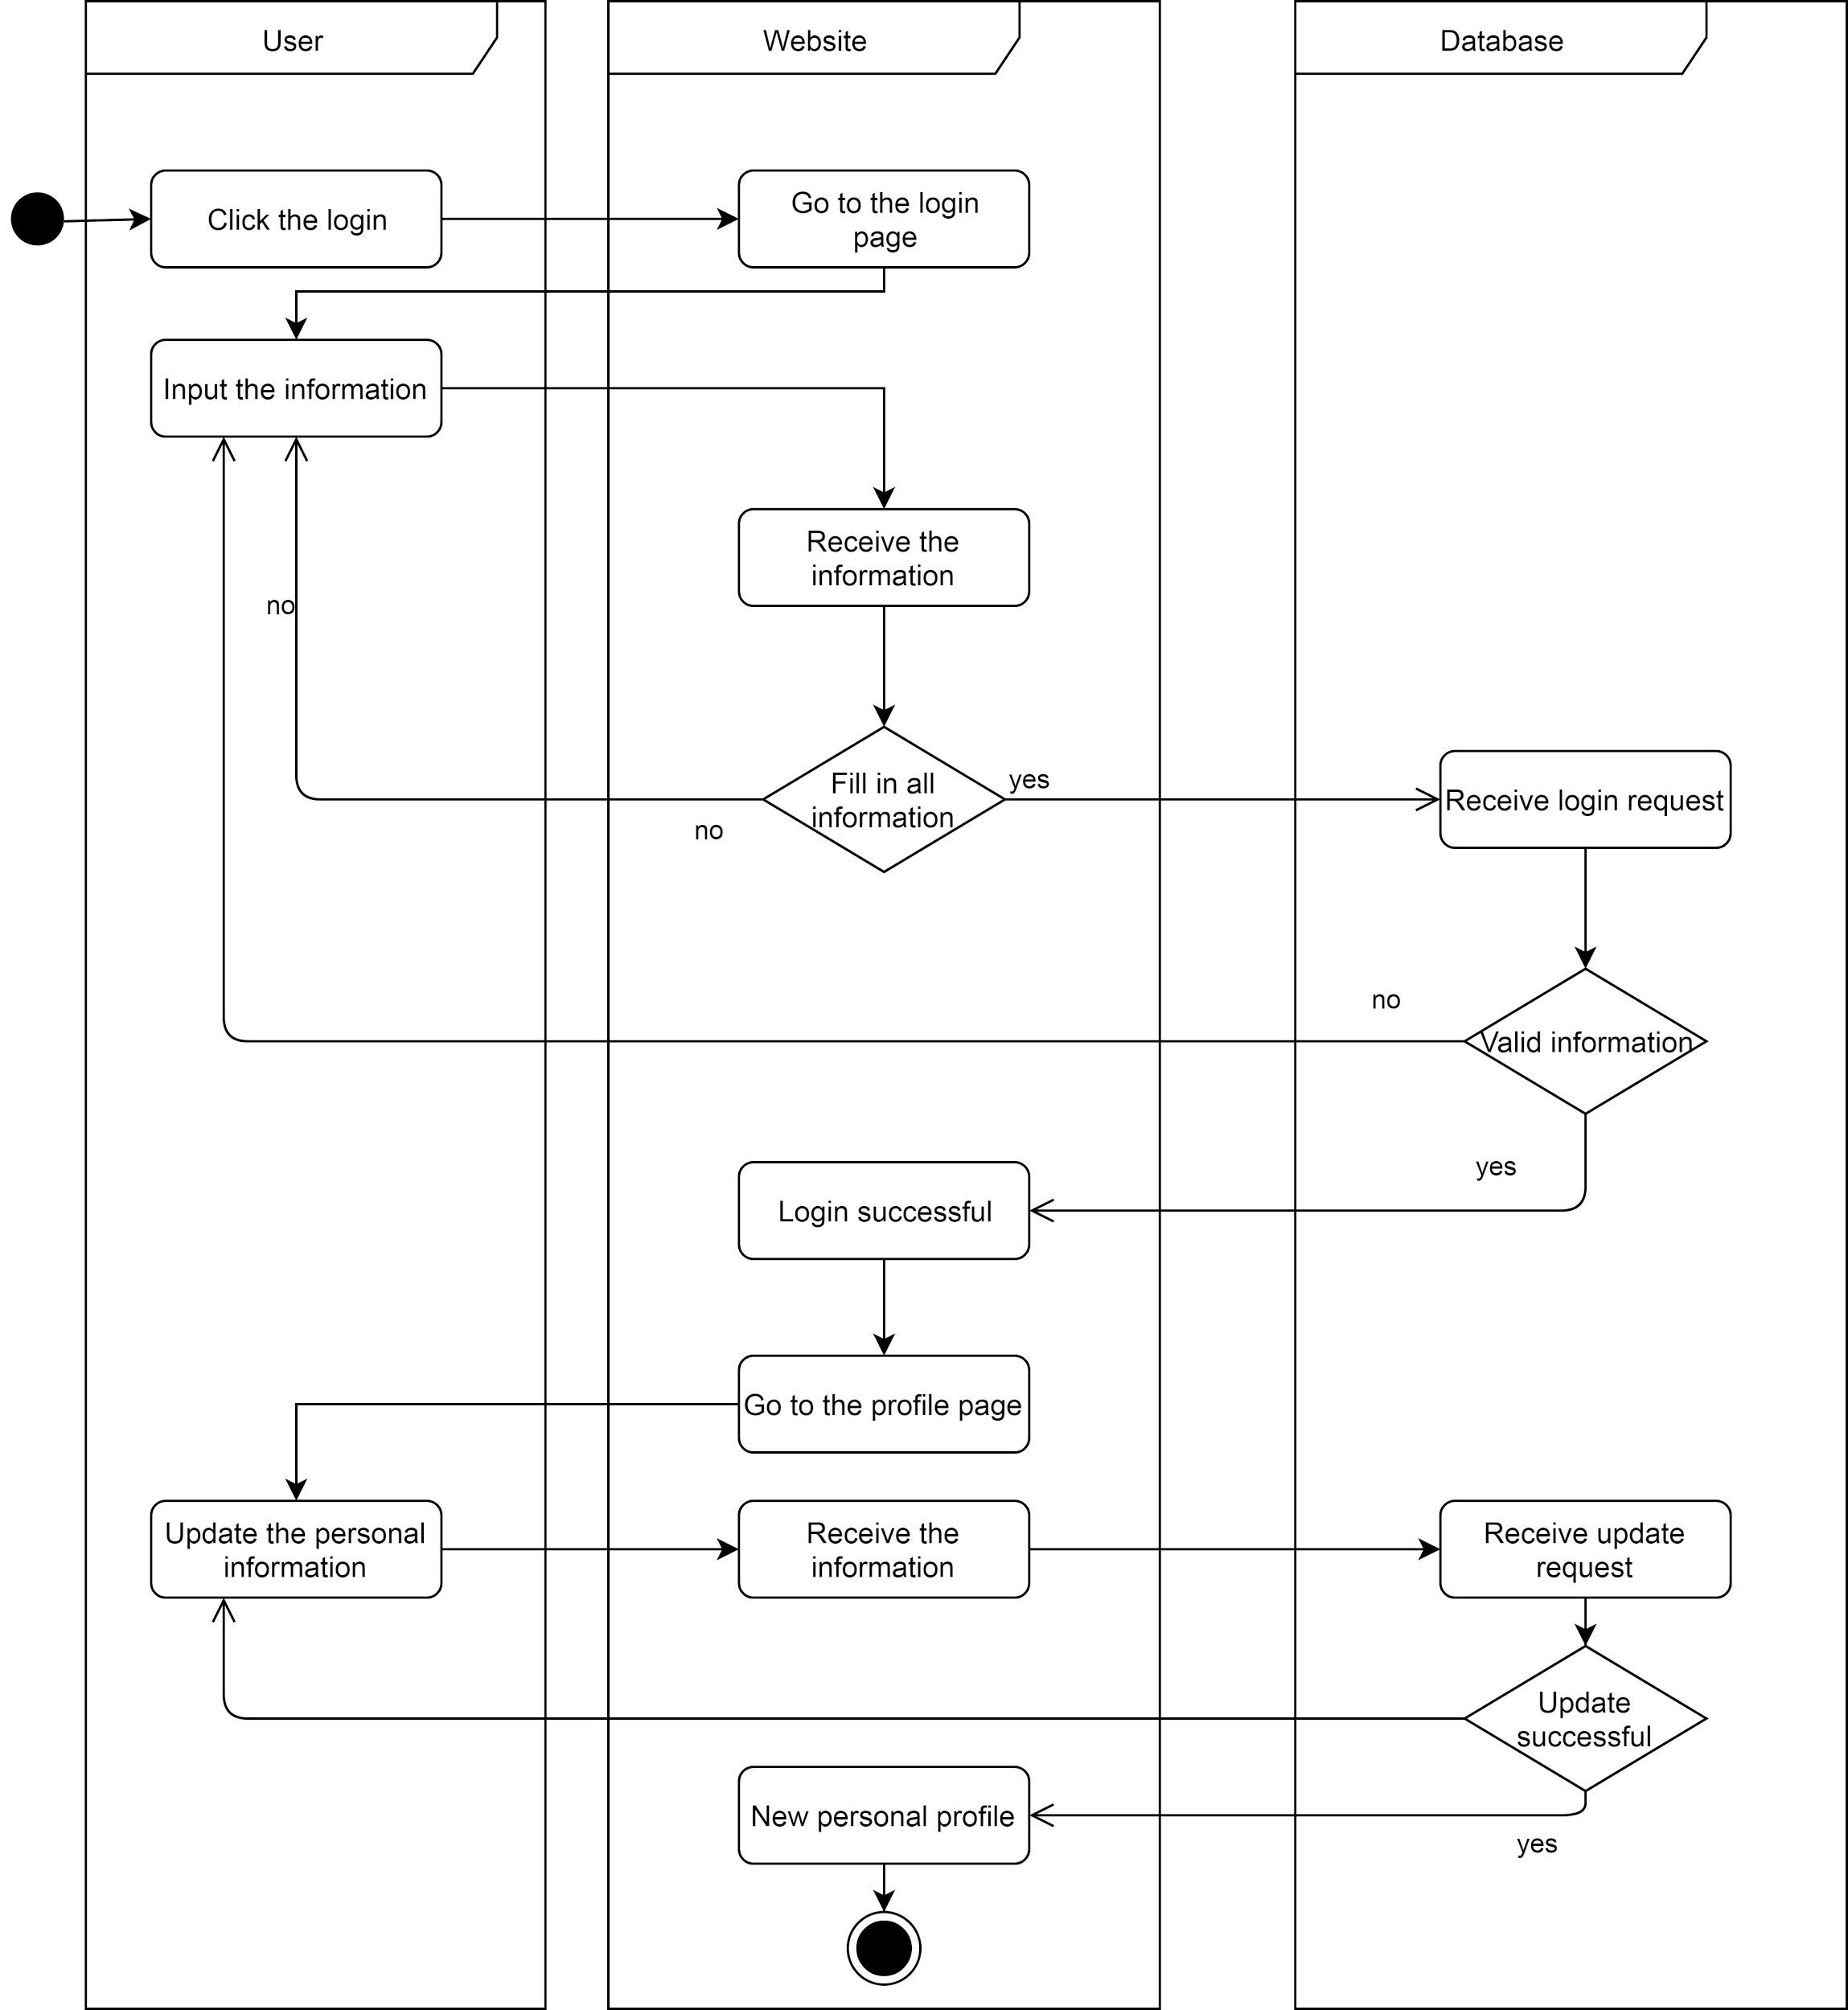 User
Website
Database
Click the login
Go to the login
page
Input the information
Receive the
information
no
Fill in all
information
yes
no
Receive login request
no
Valid information
yes
Login successful
Go to the profile page
Update the personal
information
Receive the
information
Receive update
request
Update
successful
New personal profile
yes